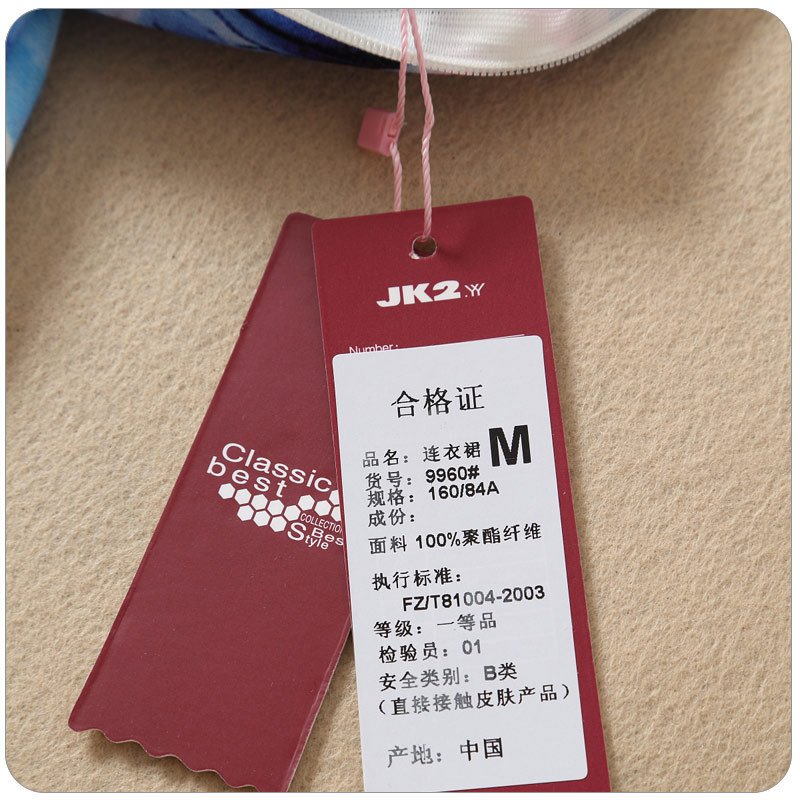 JK2
Number:
合格证
品名：连衣裙 M
货号：9960#
规格：160/84A
成份：
面料 100%聚酯纤维
执行标准：
FZ/T81004-2003
等级：一等品
检验员：01
安全类别：B类
（直接接触皮肤产品）
产地：中国
Classic
best
COLLECTION
Bes
Style